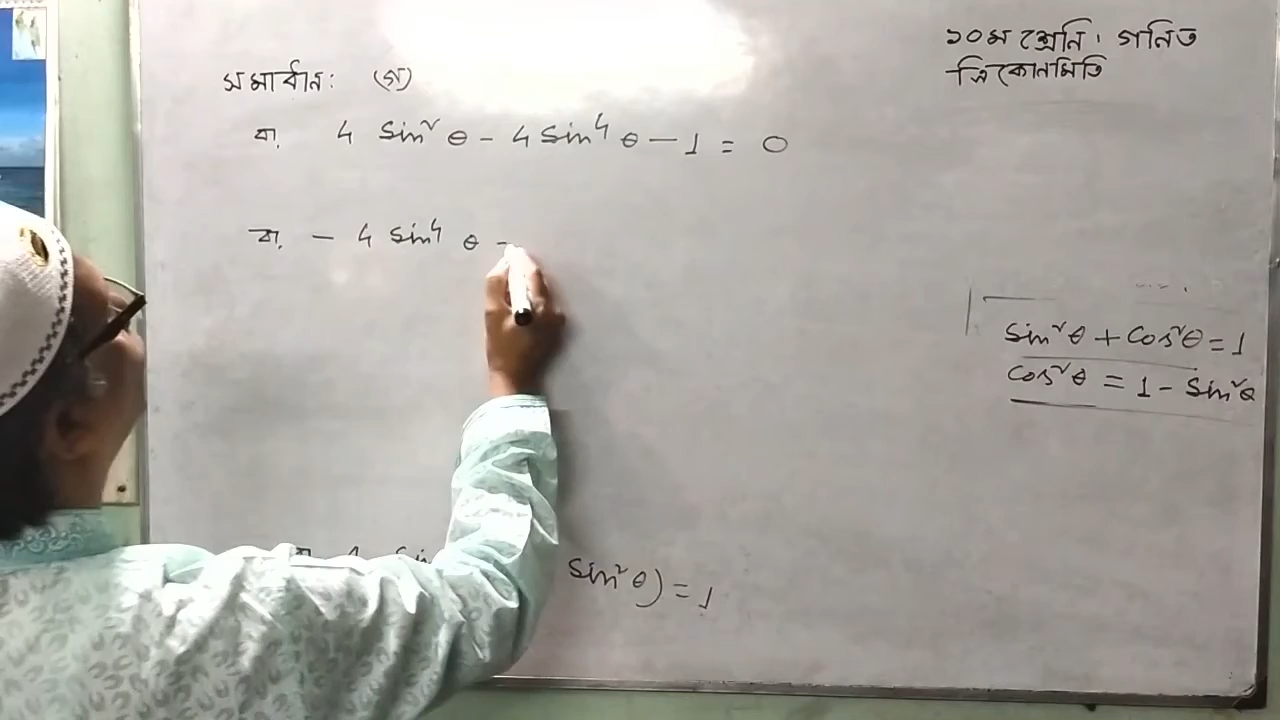 ১০ম শ্রেনি। গনিত
ত্রিকোনমিতি
সমাধান: (গ)
বা, 4 sin²θ - 4 sin⁴θ - 1 = 0
বা, - 4 sin⁴ θ -
sin²θ + cos²θ = 1
cos²θ = 1 - sin²θ
sin²θ) = 1